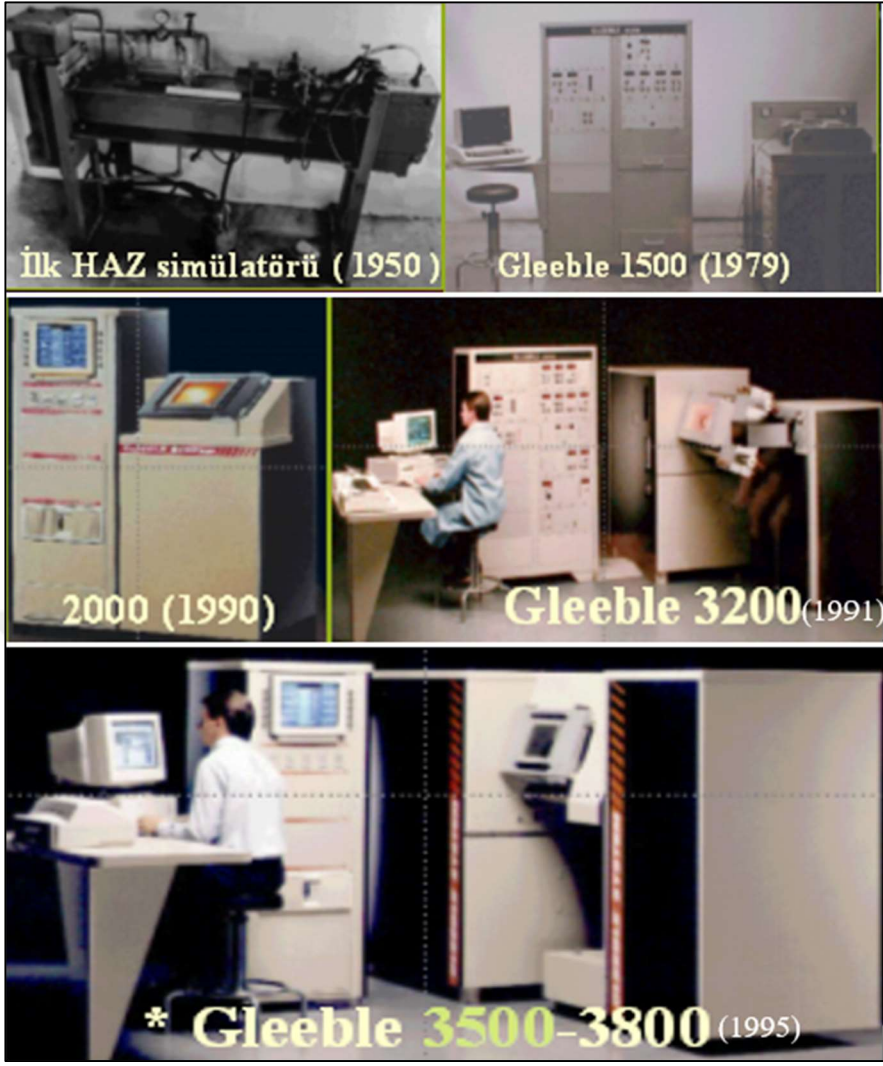 İlk HAZ simülatörü ( 1950 )
Gleeble 1500 (1979)
2000 (1990)
Gleeble 3200(1991)
* Gleeble 3500-3800 (1995)